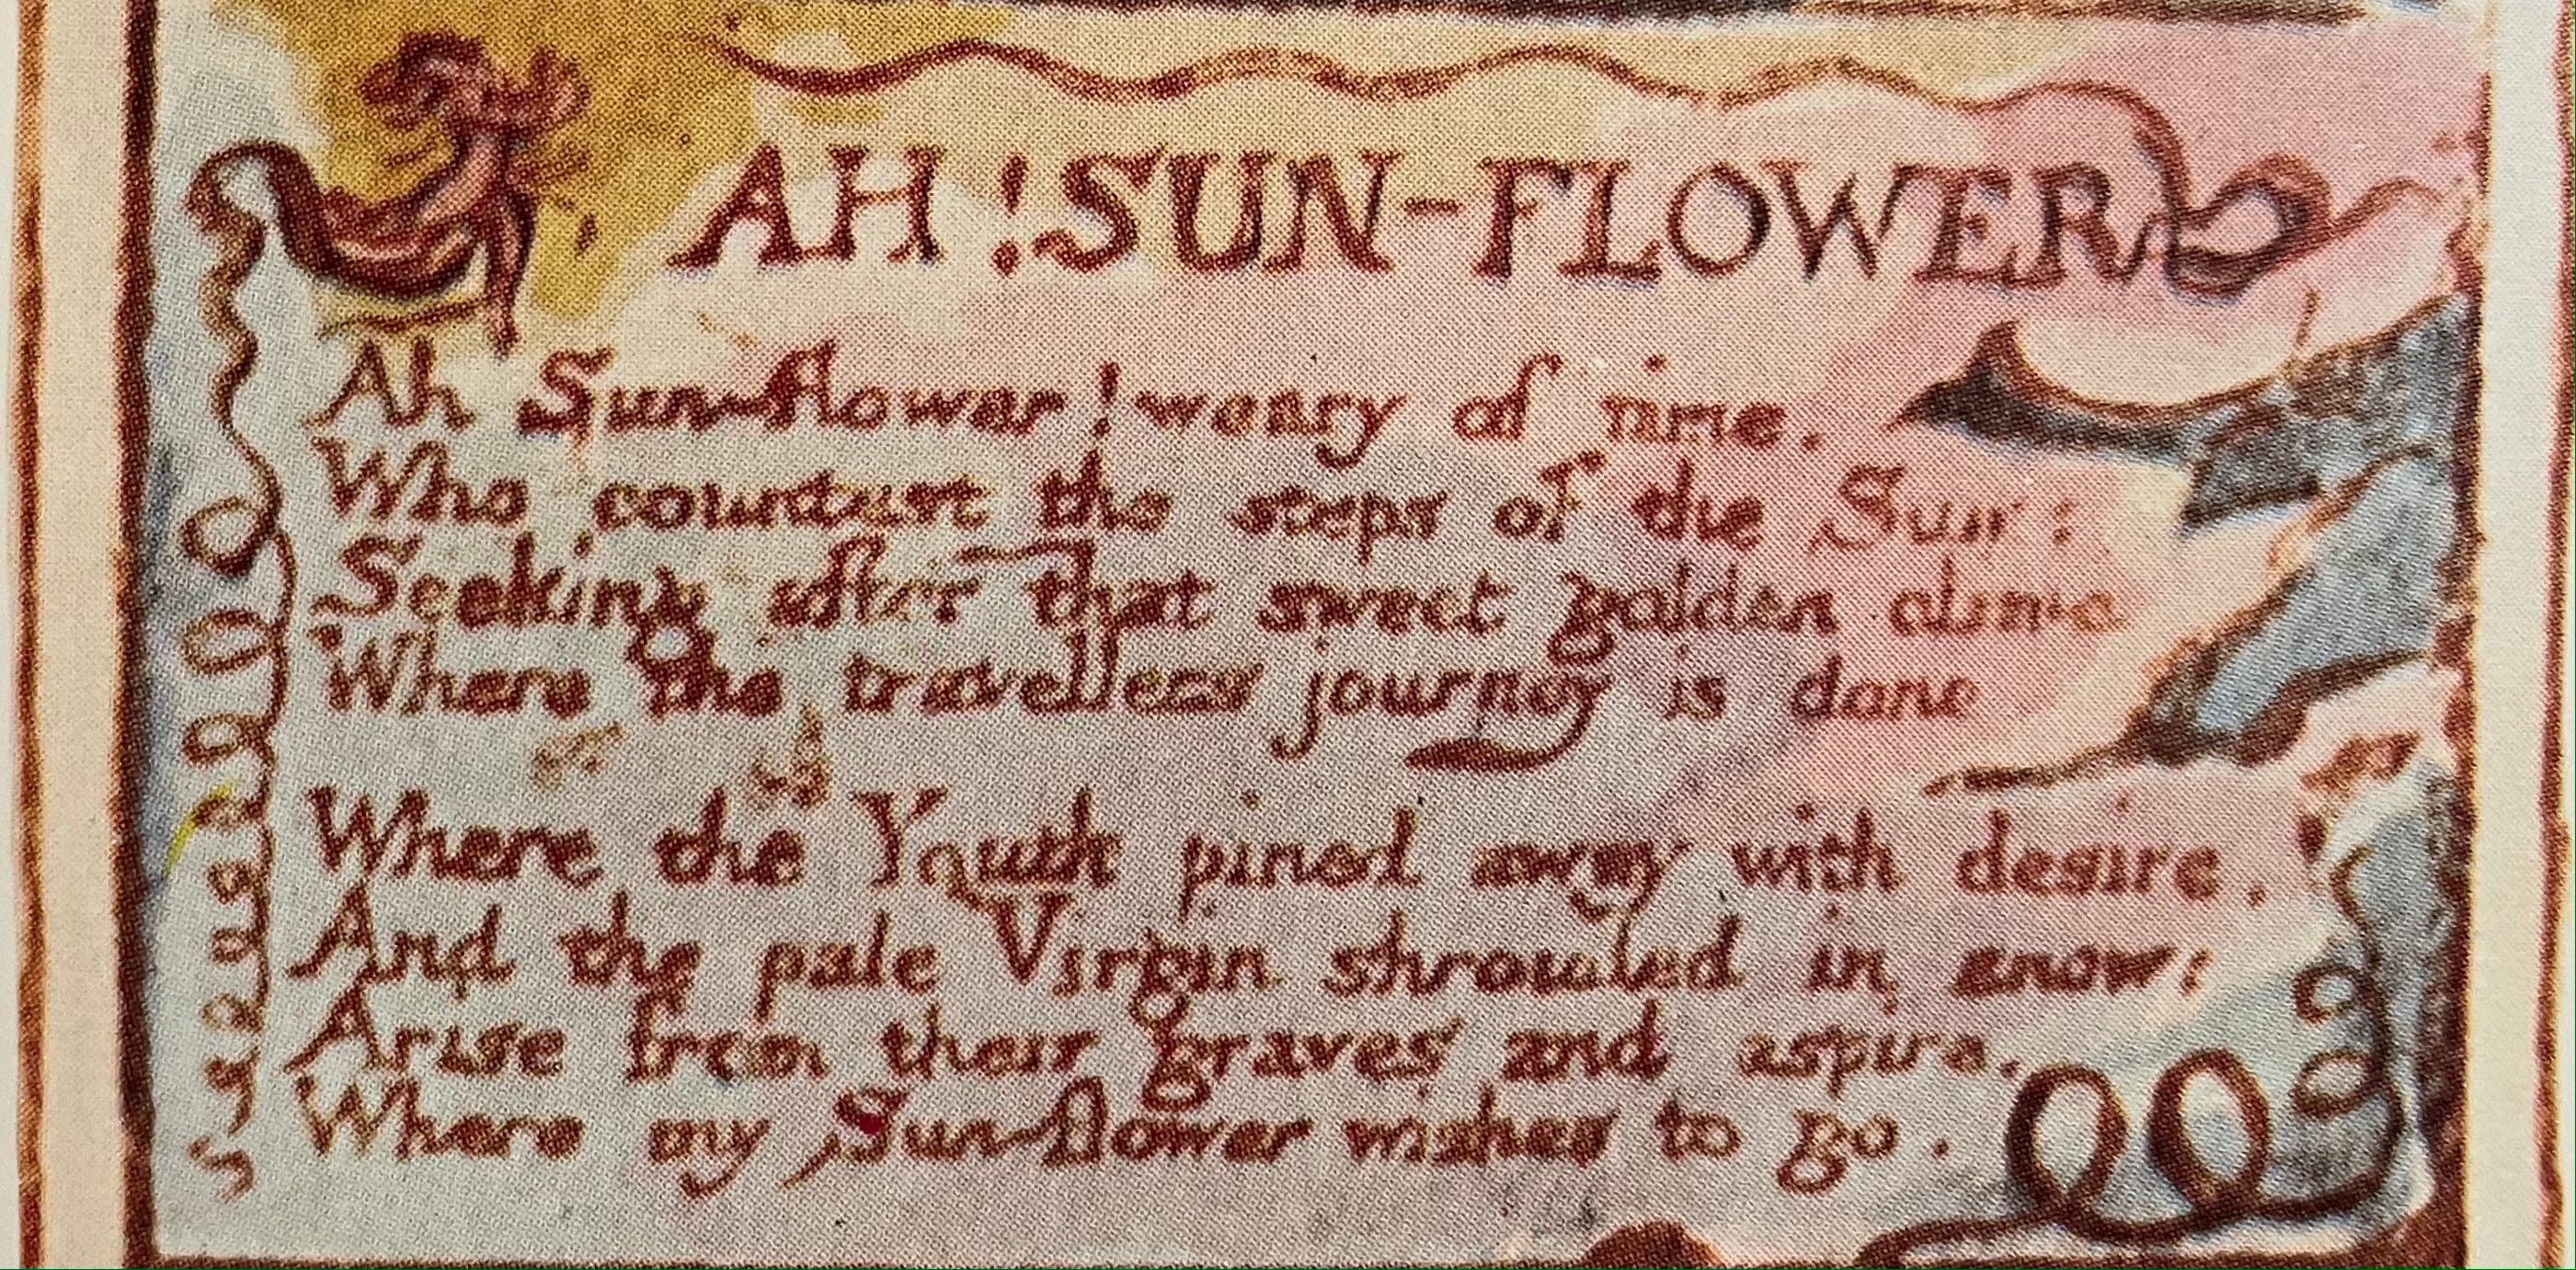 AH! SUN-FLOWER
Ah Sun-flower! weary of time.
Who countest the steps of the Sun:
Seeking after that sweet golden clime
Where the travellers journey is done
Where the Youth pined away with desire,
And the pale Virgin shrouded in snow:
Arise from their graves and aspire,
Where my Sun-flower wishes to go.